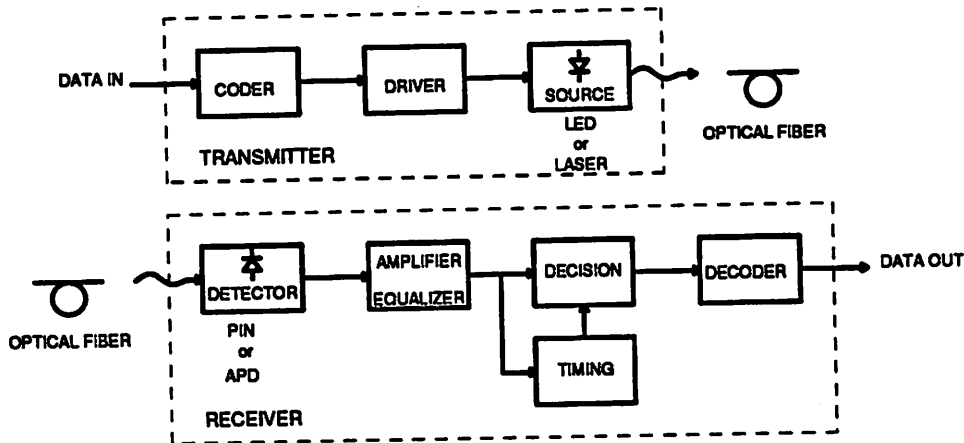 DATA IN
CODER
DRIVER
SOURCE
LED
or
LASER
OPTICAL FIBER
TRANSMITTER
OPTICAL FIBER
DETECTOR
PIN
or
APD
AMPLIFIER
EQUALIZER
DECISION
TIMING
DECODER
DATA OUT
RECEIVER